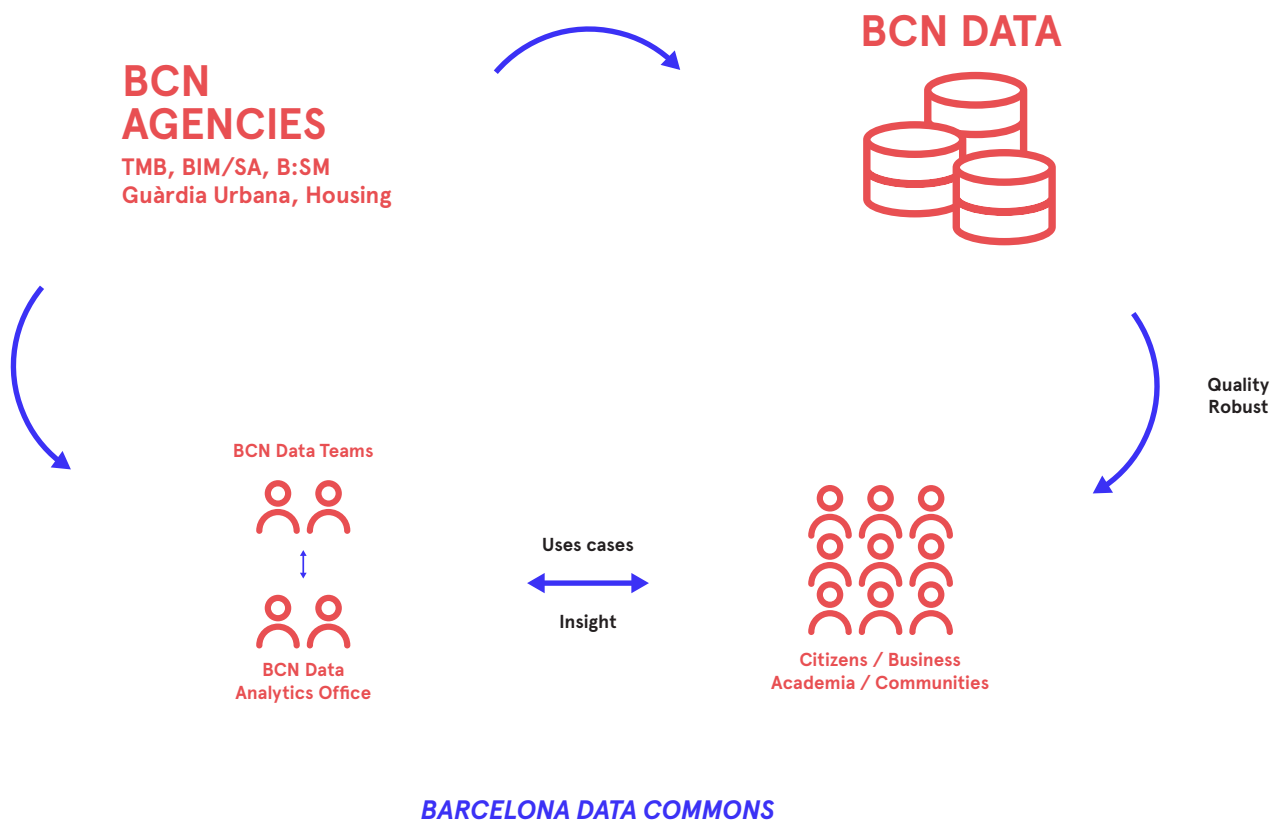 BCN DATA
BCN
AGENCIES
TMB, BIM/SA, B:SM
Guàrdia Urbana, Housing
Quality
Robust
BCN Data Teams
Uses cases
Insight
BCN Data
Analytics Office
Citizens / Business
Academia / Communities
BARCELONA DATA COMMONS